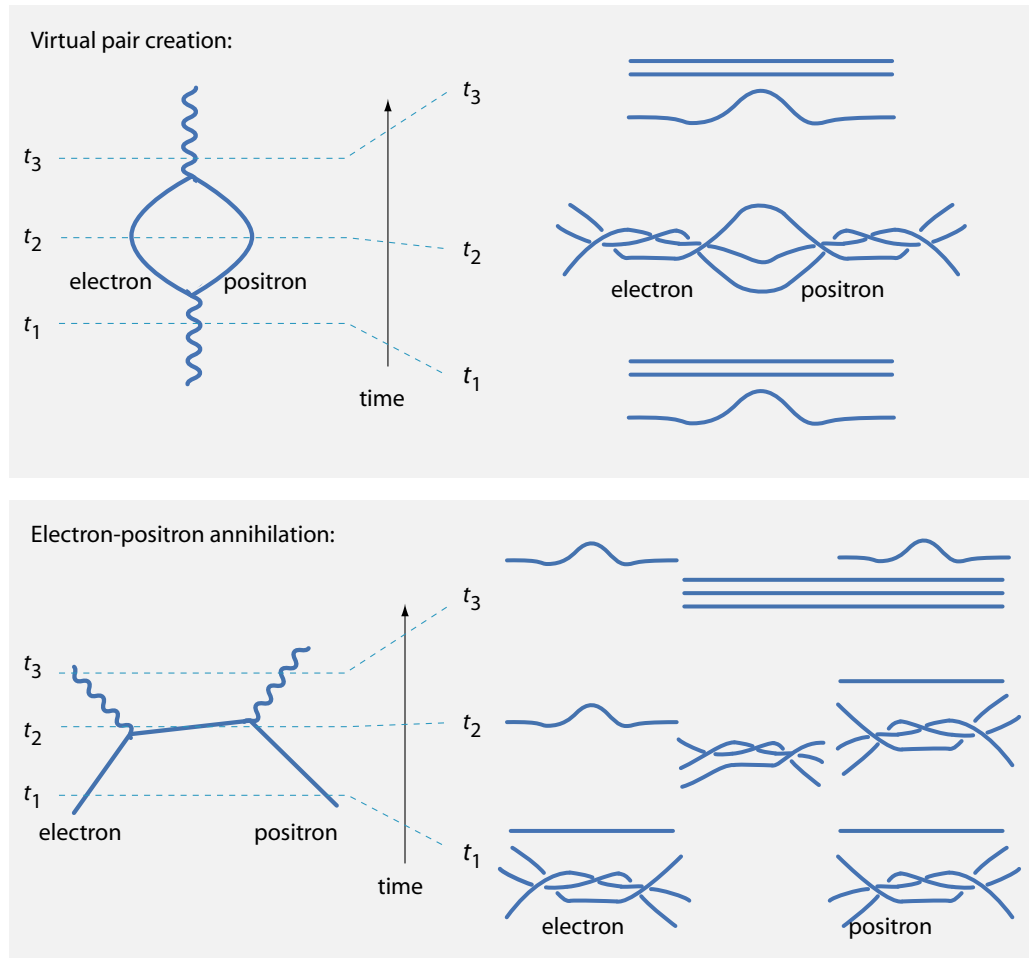 Virtual pair creation:
t3
t3
t2
t2
electron
positron
electron
positron
t1
t1
time
Electron-positron annihilation:
t3
t3
t2
t2
t1
electron
positron
t1
time
electron
positron